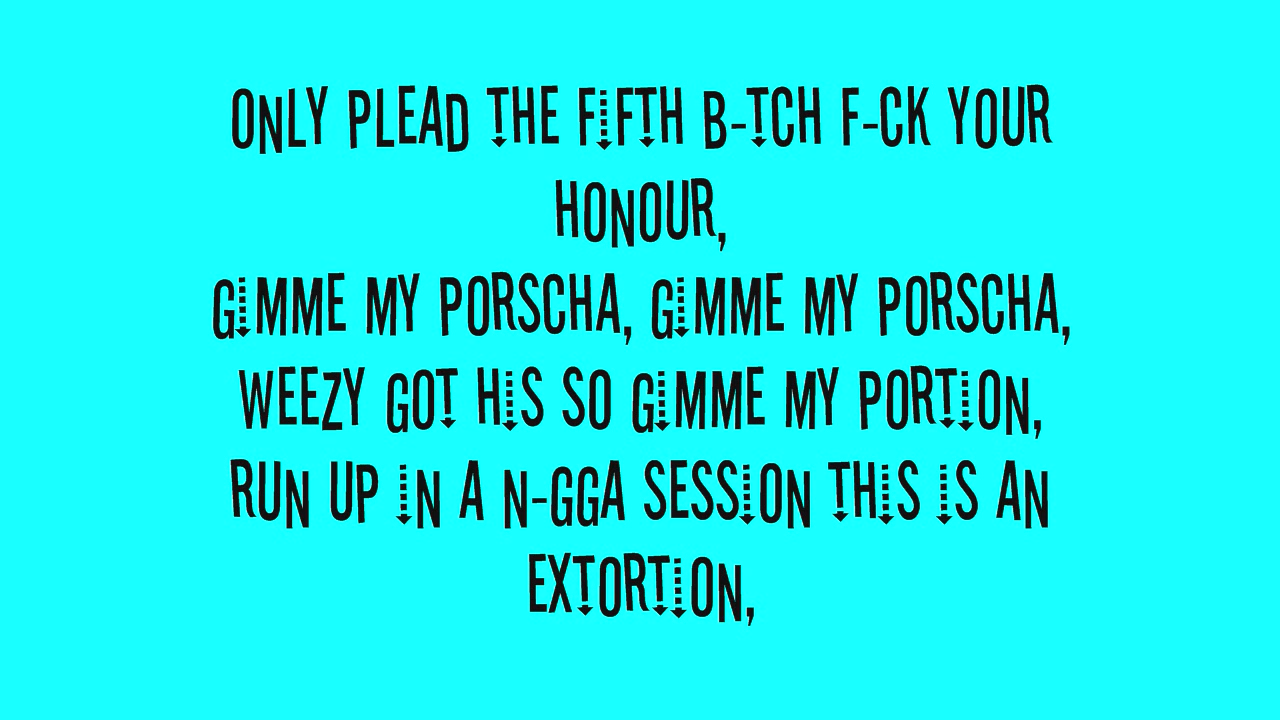 ONLY PLEAD THE FIFTH B-TCH F-CK YOUR
HONOUR,
GIMME MY PORSCHA, GIMME MY PORSCHA,
WEEZY GOT HIS SO GIMME MY PORTION,
RUN UP IN A N-GGA SESSION THIS IS AN
EXTORTION,